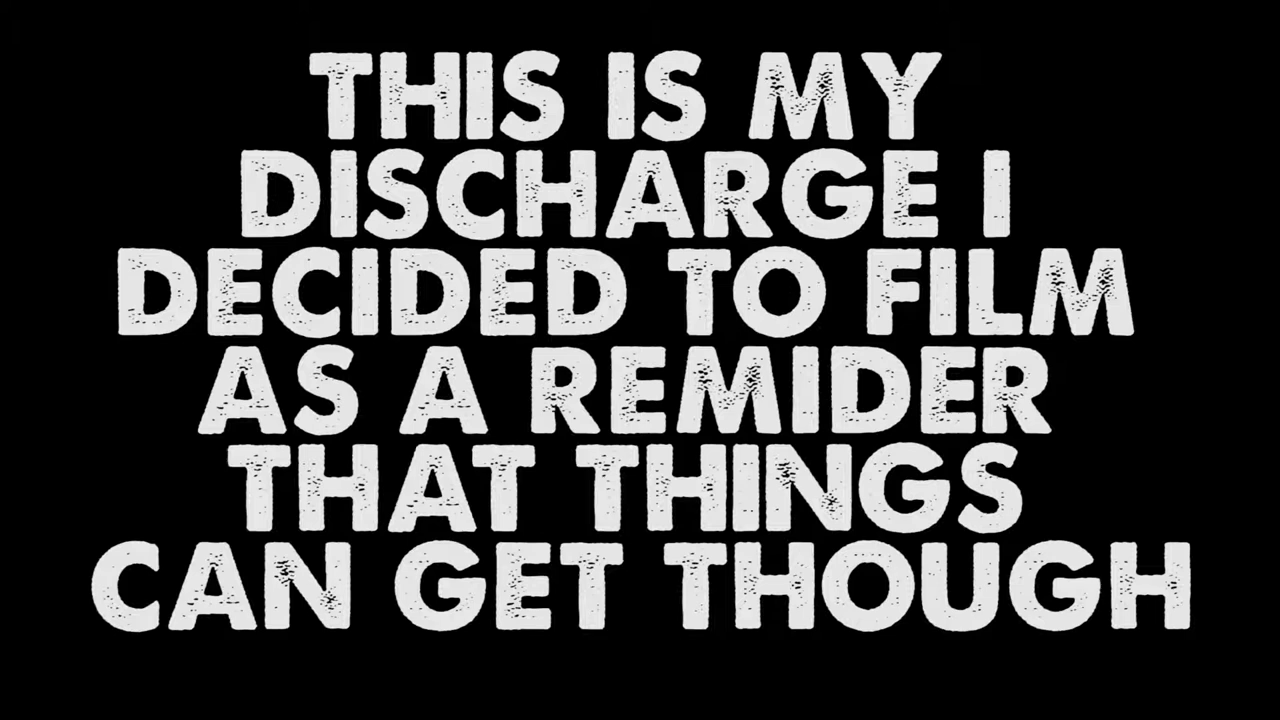 THIS IS MY
DISCHARGE I
DECIDED TO FILM
AS A REMIDER
THAT THINGS
CAN GET THOUGH